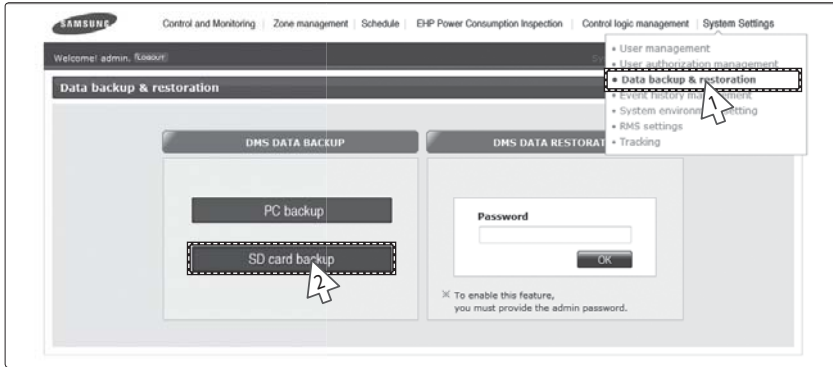 SAMSUNG
Control and Monitoring | Zone management | Schedule | EHP Power Consumption Inspection | Control logic management | System Settings
Welcome! admin. Logout
• User management
• User authorization management
• Data backup & restoration
• Event history management
• System environment setting
• RMS settings
• Tracking
1
Data backup & restoration
DMS DATA BACKUP
DMS DATA RESTORAT
PC backup
SD card backup
2
Password
OK
※ To enable this feature,
you must provide the admin password.